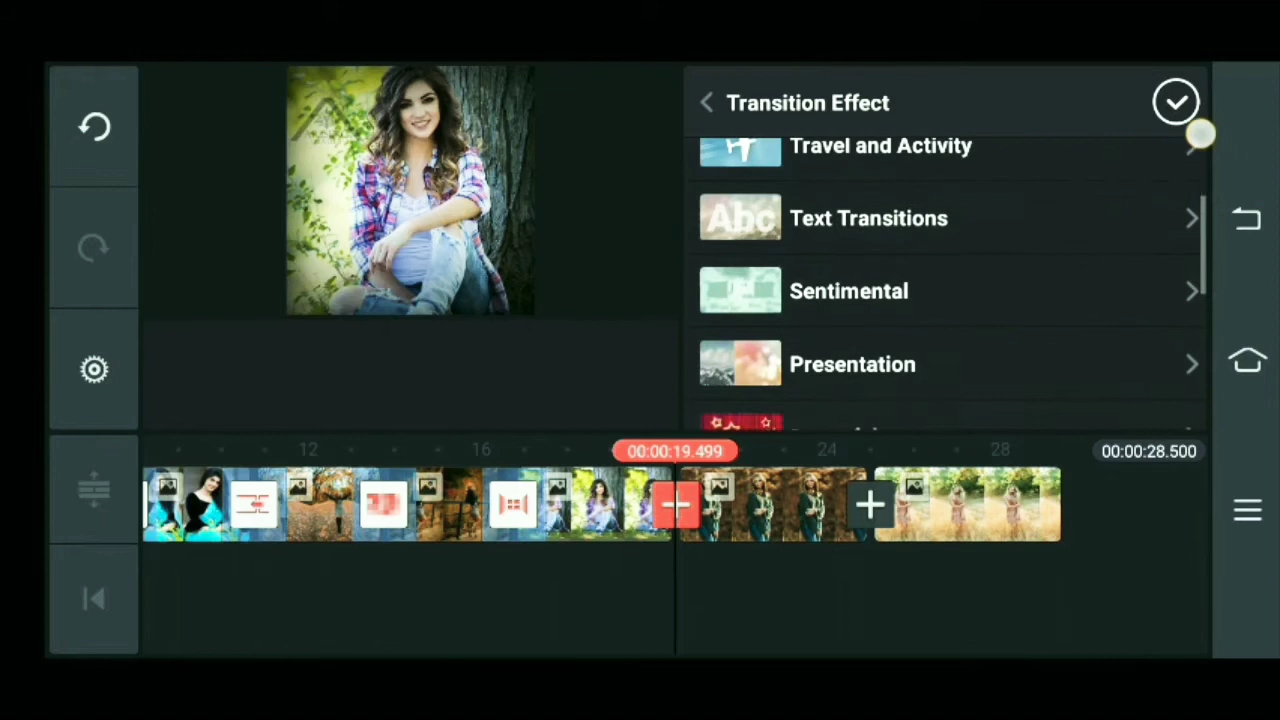 Transition Effect
Travel and Activity
Abc
Text Transitions
Sentimental
Presentation
12
16
00:00:19.499
24
28
00:00:28.500